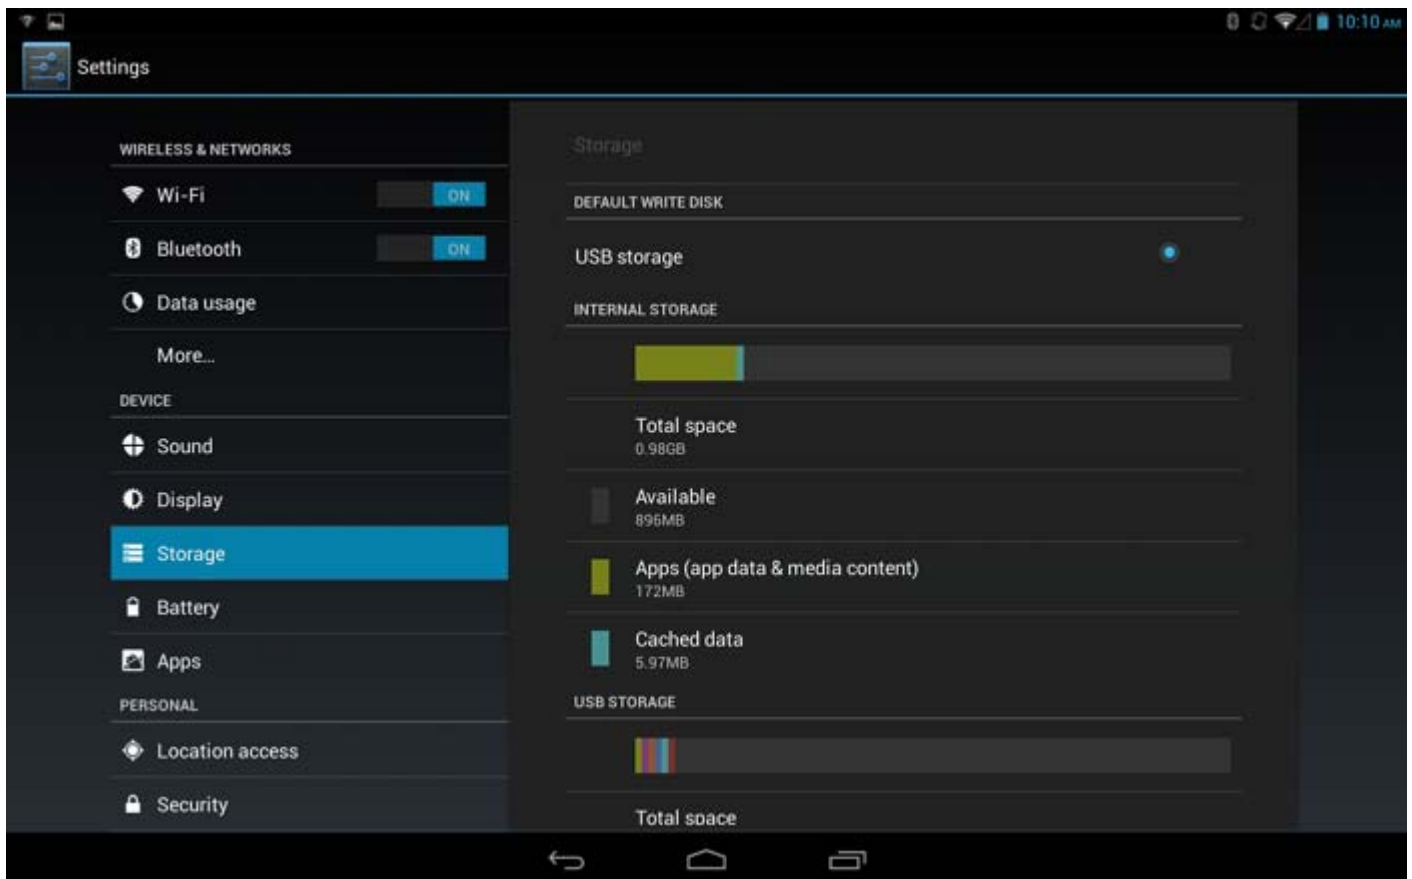 10:10 AM
Settings
WIRELESS & NETWORKS
Wi-Fi ON
Bluetooth ON
Data usage
More...
DEVICE
Sound
Display
Storage
Battery
Apps
PERSONAL
Location access
Security
Storage
DEFAULT WRITE DISK
USB storage
INTERNAL STORAGE
Total space
0.98GB
Available
896MB
Apps (app data & media content)
172MB
Cached data
5.97MB
USB STORAGE
Total space